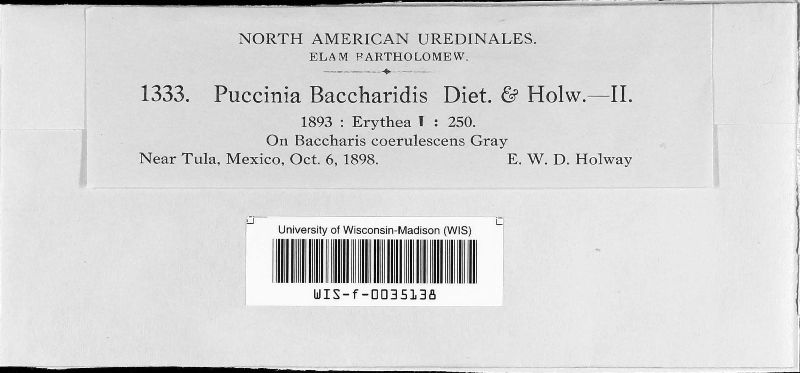 NORTH AMERICAN UREDINALES.
ELAM BARTHOLOMEW.
1333. Puccinia Baccharidis Diet. & Holw.—II.
1893 : Erythea I : 250.
On Baccharis coerulescens Gray
Near Tula, Mexico, Oct. 6, 1898. E. W. D. Holway
University of Wisconsin-Madison (WIS)
WIS-f-0035138